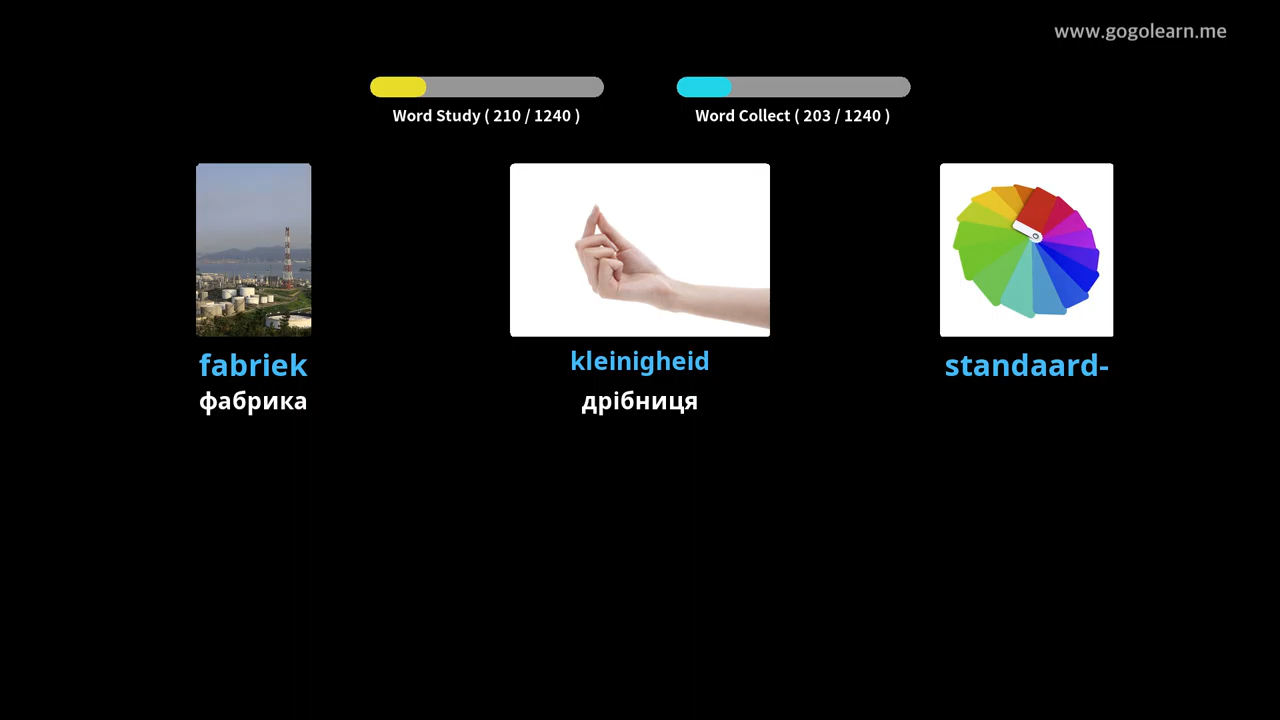 www.gogolearn.me
Word Study ( 210 / 1240 )
Word Collect ( 203 / 1240 )
fabriek
фабрика
kleinigheid
дрібниця
standaard-